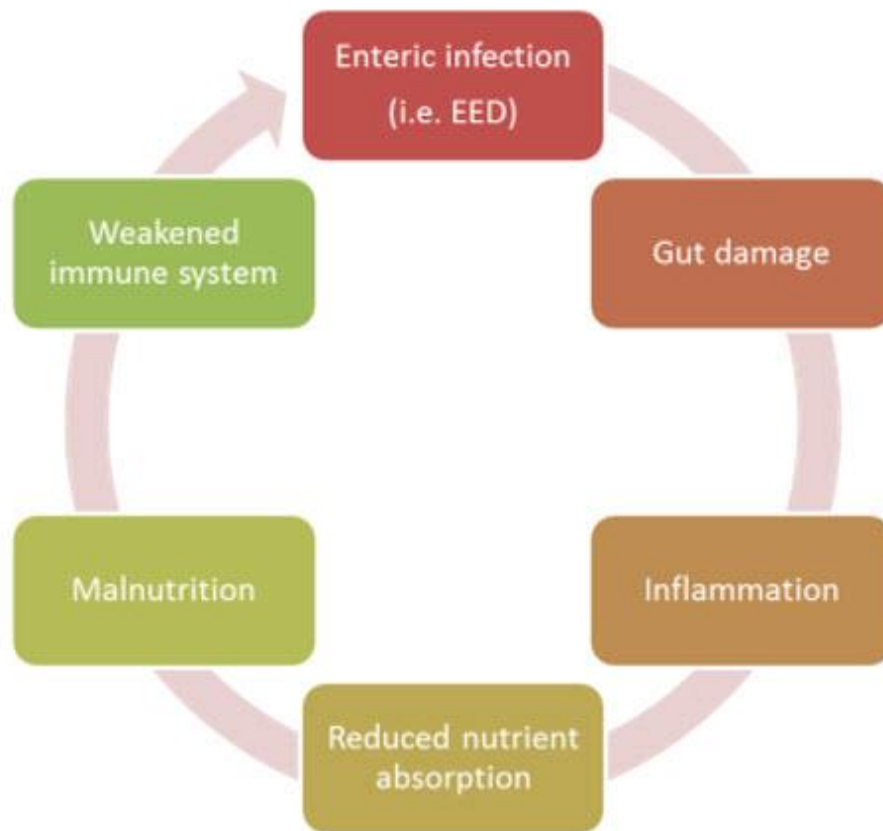 Enteric infection
(i.e. EED)
Gut damage
Inflammation
Reduced nutrient
absorption
Malnutrition
Weakened
immune system